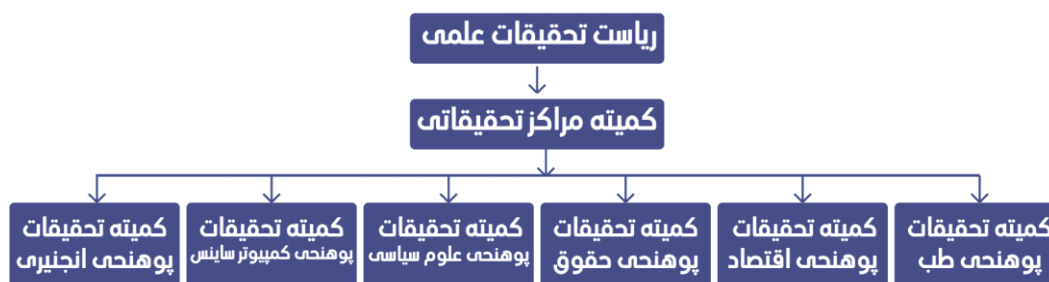 ریاست تحقیقات علمی
کمیته مراکز تحقیقاتی
کمیته تحقیقات
پوهنحی طب
کمیته تحقیقات
پوهنحی اقتصاد
کمیته تحقیقات
پوهنحی حقوق
کمیته تحقیقات
پوهنحی علوم سیاسی
کمیته تحقیقات
پوهنحی کمپیوتر ساینس
کمیته تحقیقات
پوهنحی انجنیری